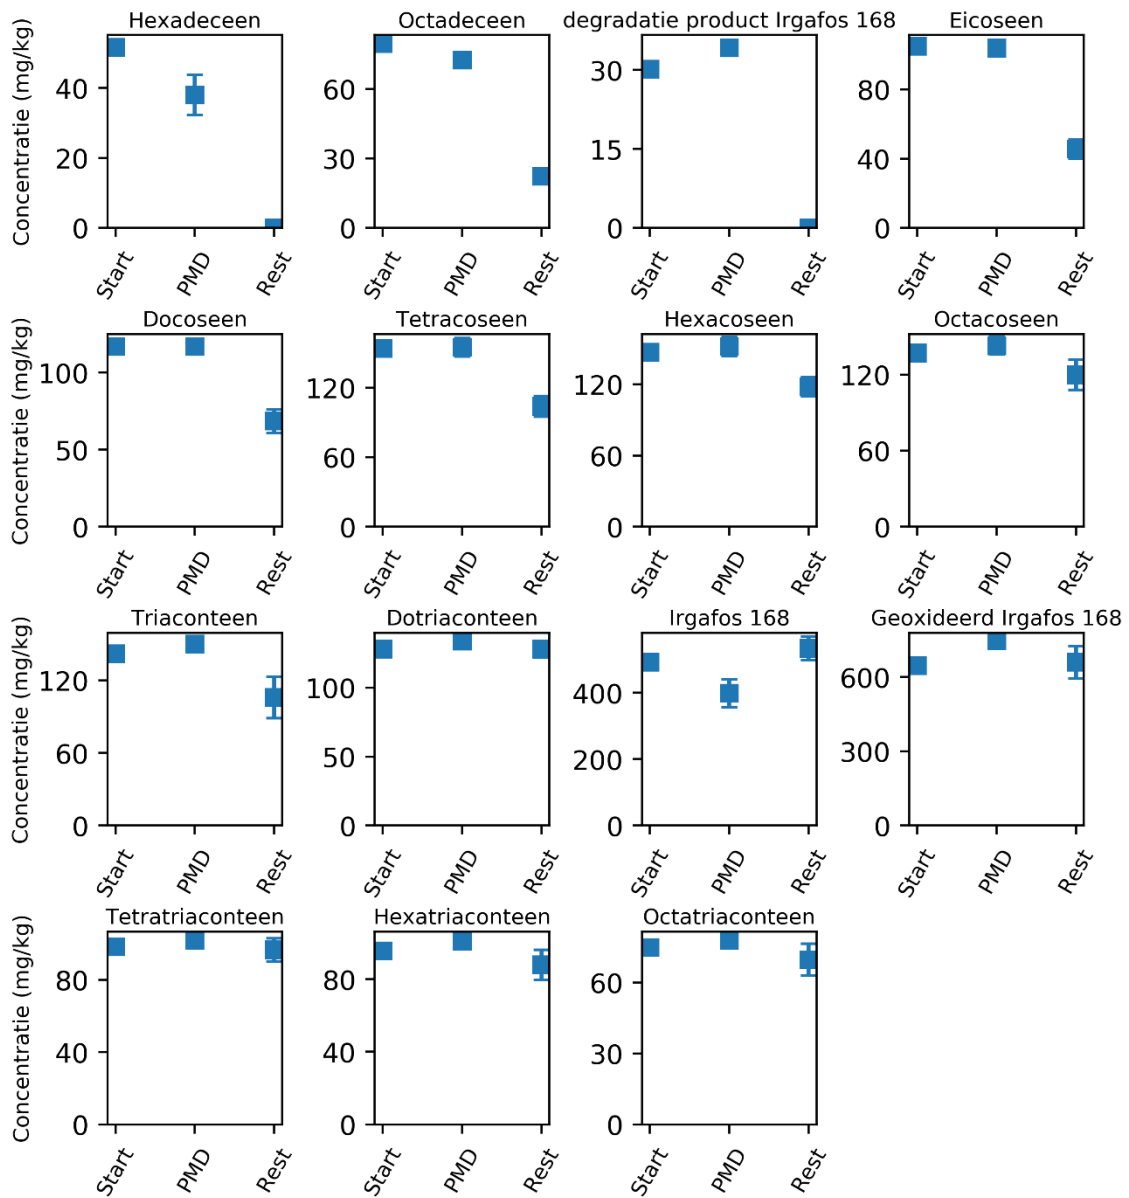 Hexadeceen
Octadeceen
degradatie product Irgafos 168
Eicoseen
Concentratie (mg/kg)
40
20
0
60
30
0
30
15
0
80
40
0
Start
PMD
Rest
Start
PMD
Rest
Start
PMD
Rest
Start
PMD
Rest
Docoseen
Tetracoseen
Hexacoseen
Octacoseen
Concentratie (mg/kg)
100
50
0
120
60
0
120
60
0
120
60
0
Start
PMD
Rest
Start
PMD
Rest
Start
PMD
Rest
Start
PMD
Rest
Triaconteen
Dotriaconteen
Irgafos 168
Geoxideerd Irgafos 168
Concentratie (mg/kg)
120
60
0
100
50
0
400
200
0
600
300
0
Start
PMD
Rest
Start
PMD
Rest
Start
PMD
Rest
Start
PMD
Rest
Tetratriaconteen
Hexatriaconteen
Octatriaconteen
Concentratie (mg/kg)
80
40
0
80
40
0
60
30
0
Start
PMD
Rest
Start
PMD
Rest
Start
PMD
Rest